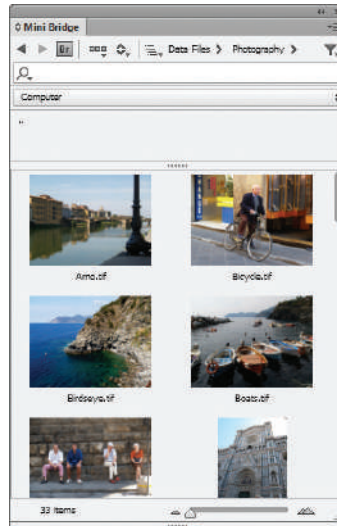 Mini Bridge
Br Data Files Photography
Computer
..
Arno.tif Bicycle.tif
Birdseye.tif Boats.tif
33 items